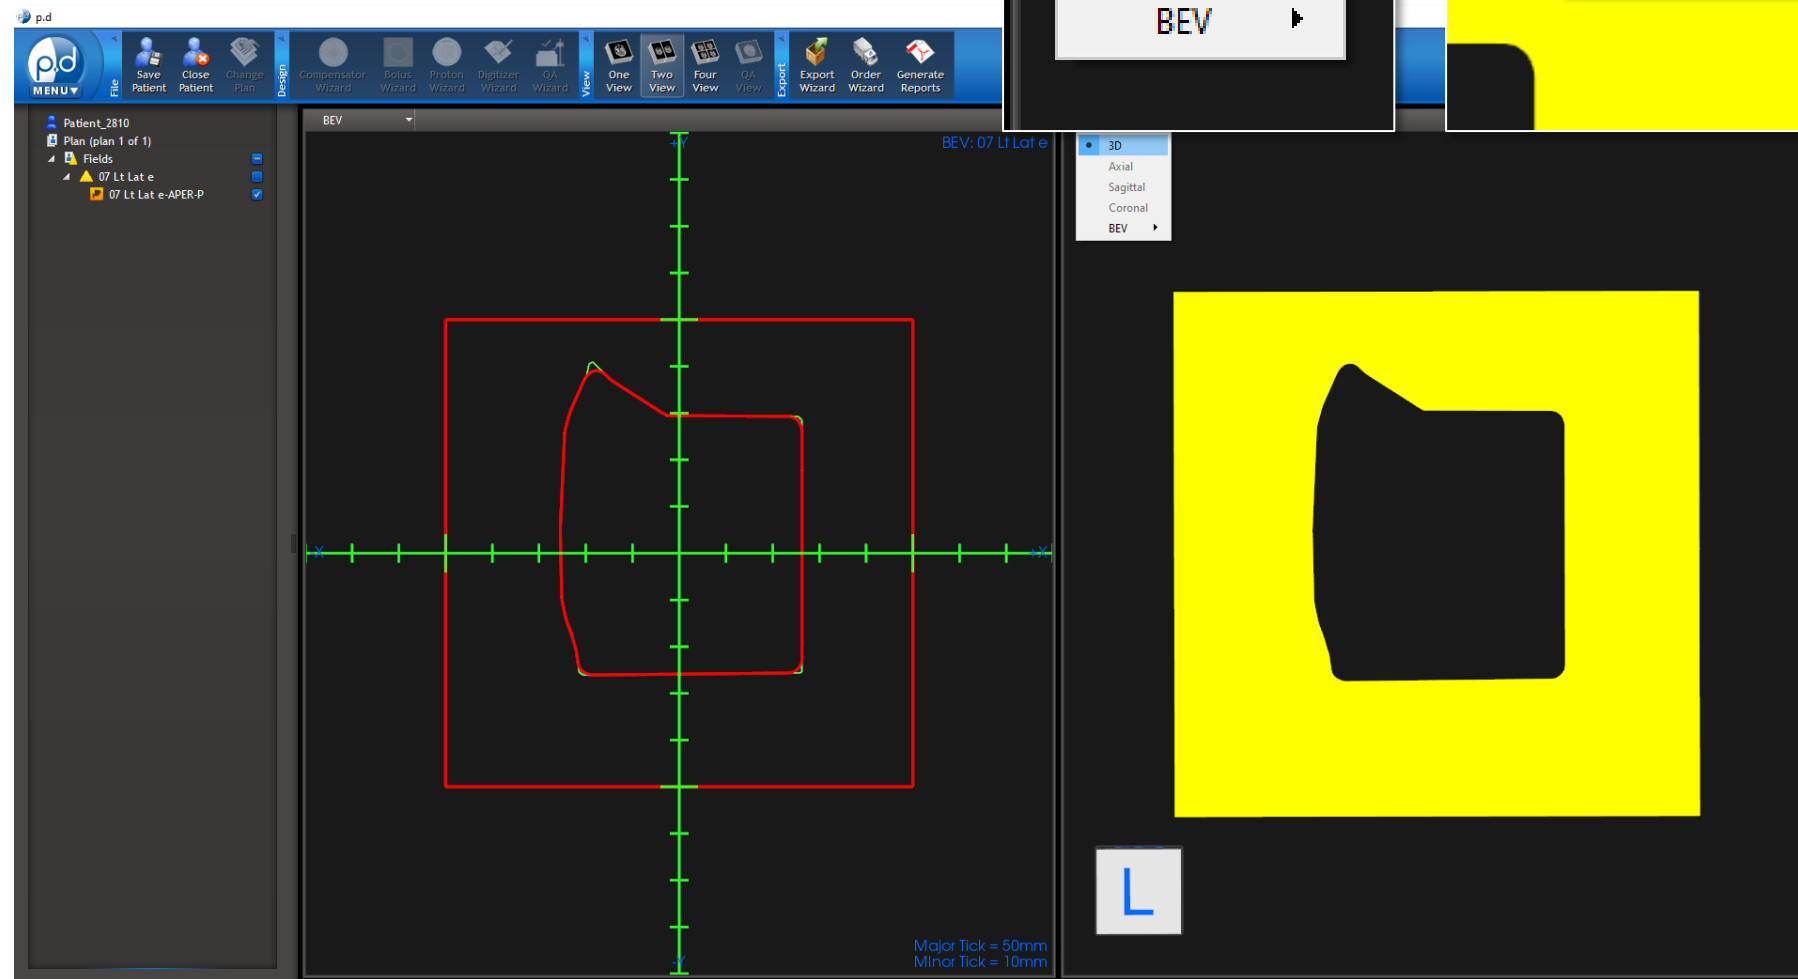 p.d
BEV
p.d
MENU
File
Save Patient
Close Patient
Change Plan
Design
Compensator Wizard
Bolus Wizard
Proton Wizard
Digitizer Wizard
QA Wizard
View
One View
Two View
Four View
QA View
Export
Export Wizard
Order Wizard
Generate Reports
Patient_2810
Plan (plan 1 of 1)
Fields
07 Lt Lat e
07 Lt Lat e-APER-P
BEV
+Y
BEV: 07 Lt Lat e
-X
+X
-Y
Major Tick = 50mm
Minor Tick = 10mm
3D
Axial
Sagittal
Coronal
BEV
L